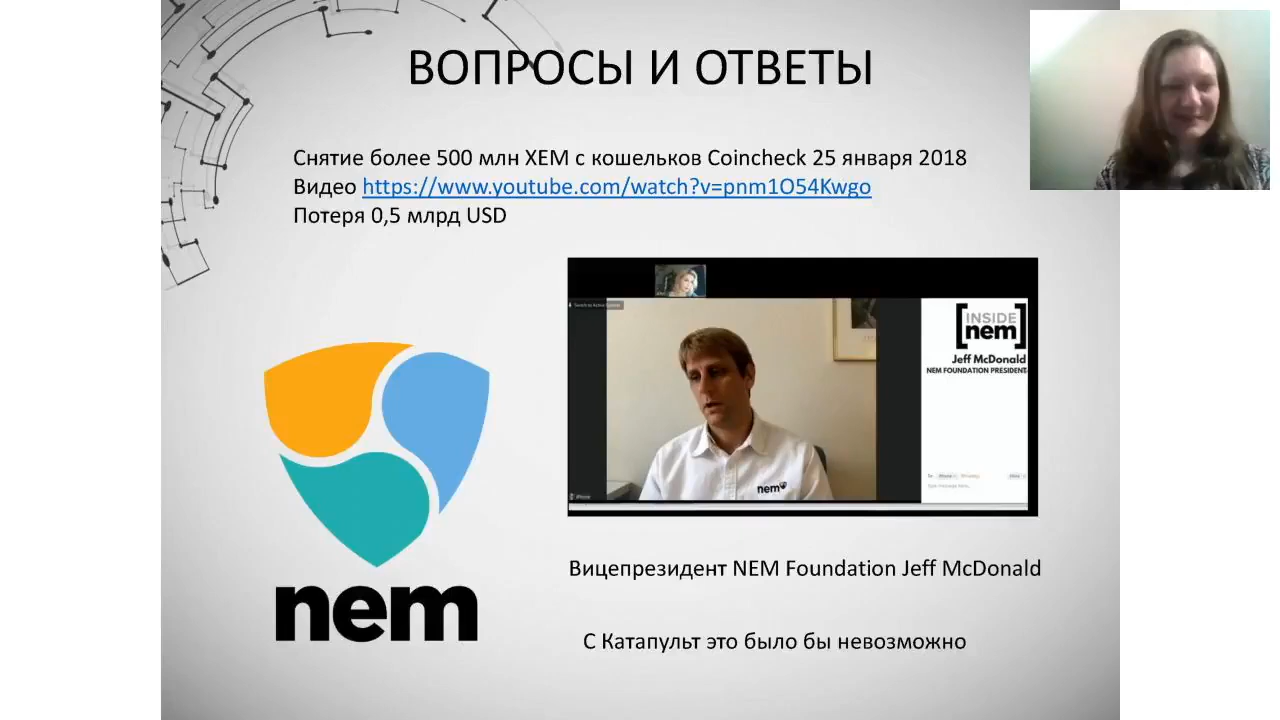 ВОПРОСЫ И ОТВЕТЫ
Снятие более 500 млн XEM с кошельков Coincheck 25 января 2018
Видео https://www.youtube.com/watch?v=pnm1O54Kwgo
Потеря 0,5 млрд USD
[INSIDE
nem]
Jeff McDonald
NEM FOUNDATION PRESIDENT
nem
nem
Вицепрезидент NEM Foundation Jeff McDonald
С Катапульт это было бы невозможно